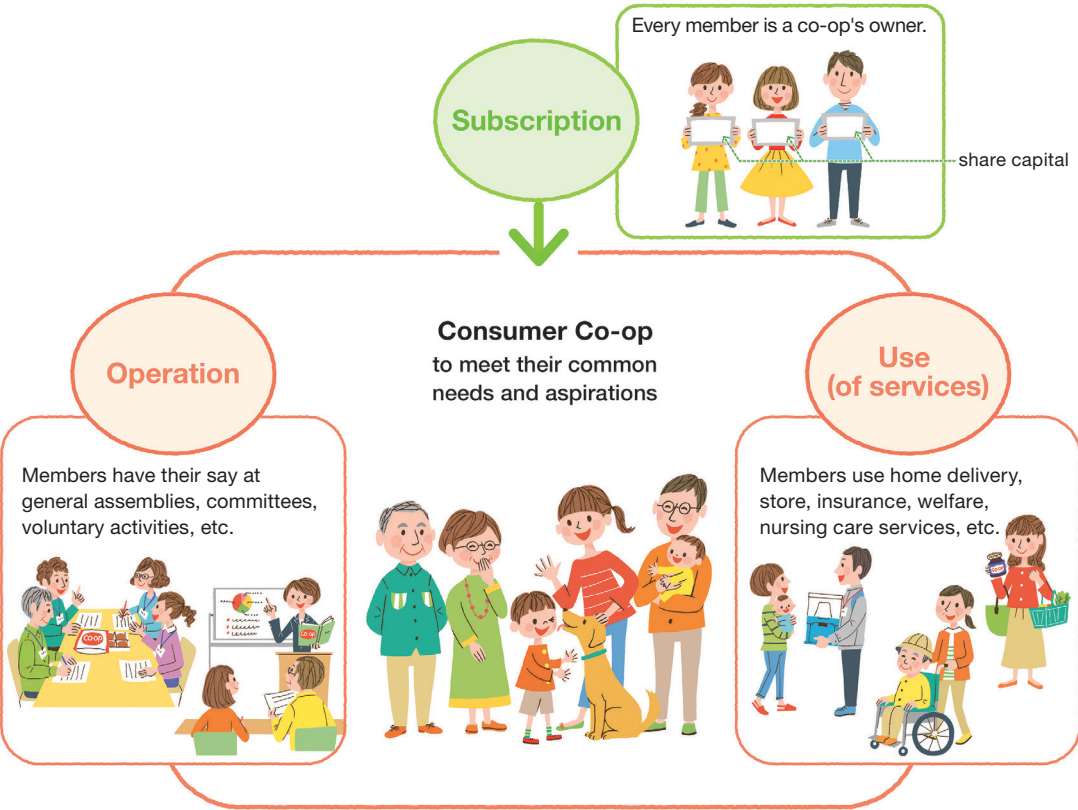 Every member is a co-op's owner.
Subscription
share capital
Consumer Co-op
to meet their common
needs and aspirations
Operation
Members have their say at
general assemblies, committees,
voluntary activities, etc.
co-op
co-op
Use
(of services)
Members use home delivery,
store, insurance, welfare,
nursing care services, etc.
co-op